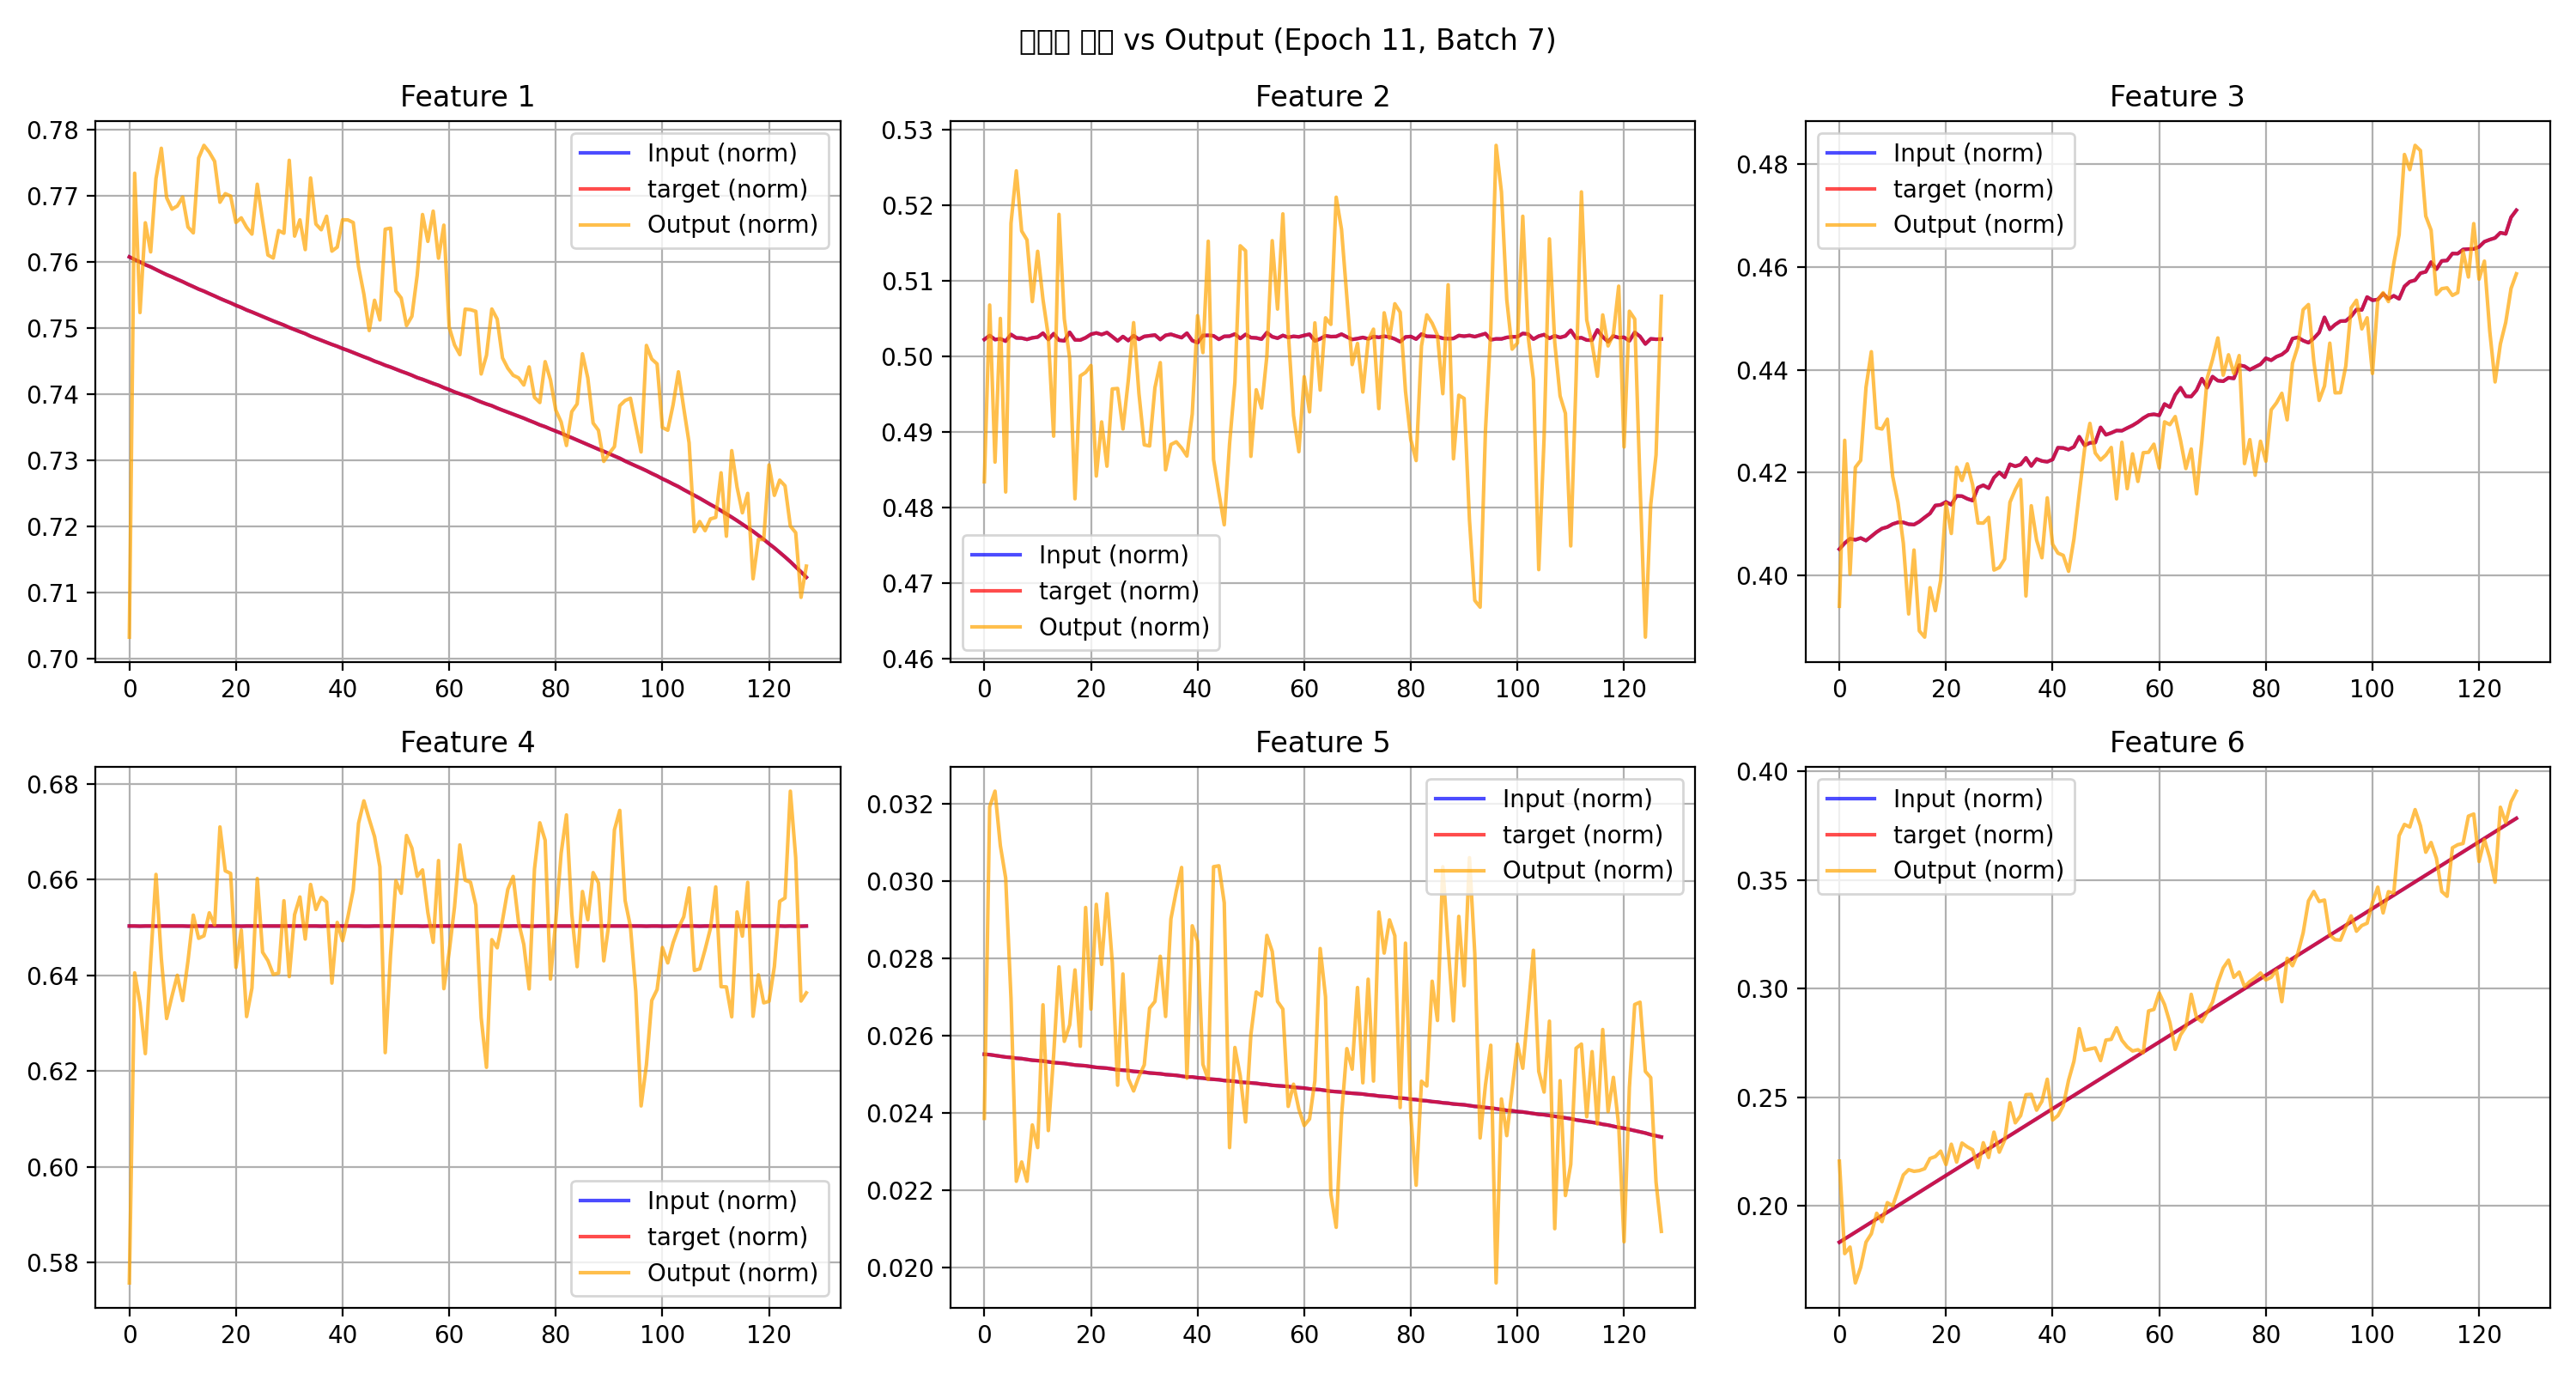 vs Output (Epoch 11, Batch 7)
Feature 1
0.78
0.77
0.76
0.75
0.74
0.73
0.72
0.71
0.70
0 20 40 60 80 100 120
Input (norm)
target (norm)
Output (norm)
Feature 2
0.53
0.52
0.51
0.50
0.49
0.48
0.47
0.46
0 20 40 60 80 100 120
Input (norm)
target (norm)
Output (norm)
Feature 3
0.48
0.46
0.44
0.42
0.40
0 20 40 60 80 100 120
Input (norm)
target (norm)
Output (norm)
Feature 4
0.68
0.66
0.64
0.62
0.60
0.58
0 20 40 60 80 100 120
Input (norm)
target (norm)
Output (norm)
Feature 5
0.032
0.030
0.028
0.026
0.024
0.022
0.020
0 20 40 60 80 100 120
Input (norm)
target (norm)
Output (norm)
Feature 6
0.40
0.35
0.30
0.25
0.20
0 20 40 60 80 100 120
Input (norm)
target (norm)
Output (norm)